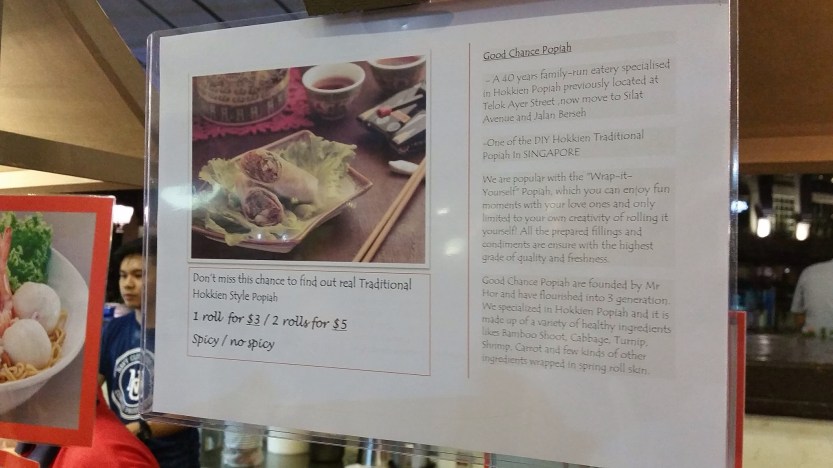 Don't miss this chance to find out real Traditional
Hokkien Style Popiah
1 roll for $3 / 2 rolls for $5
Spicy / no spicy
Good Chance Popiah
- A 40 years family-run eatery specialised
in Hokkien Popiah previously located at
Telok Ayer Street ,now move to Silat
Avenue and Jalan Berseh
-One of the DIY Hokkien Traditional
Popiah in SINGAPORE
We are popular with the "Wrap-it-
Yourself" Popiah, which you can enjoy fun
moments with your love ones and only
limited to your own creativity of rolling it
yourself! All the prepared fillings and
condiments are ensure with the highest
grade of quality and freshness.
Good Chance Popiah are founded by Mr
Hor and have flourished into 3 generation.
We specialized in Hokkien Popiah and it is
made up of a variety of healthy ingredients
likes Bamboo Shoot, Cabbage, Turnip,
Shrimp, Carrot and few kinds of other
ingredients wrapped in spring roll skin.